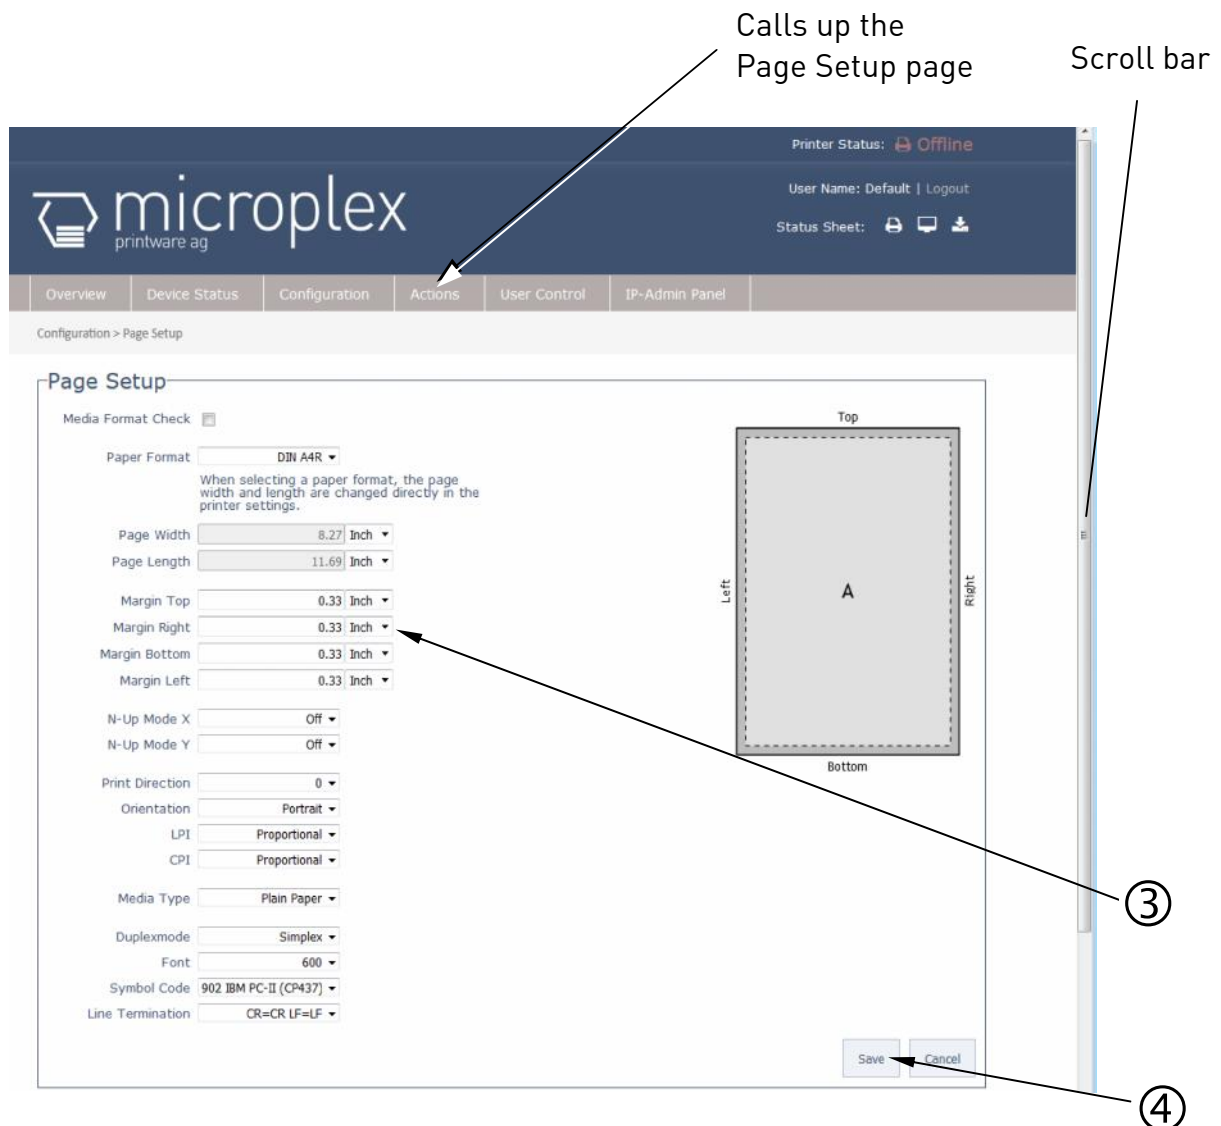 Calls up the
Page Setup page
Scroll bar
Printer Status: Offline
microplex
printware ag
User Name: Default | Logout
Status Sheet:
Overview Device Status Configuration Actions User Control IP-Admin Panel
Configuration > Page Setup
Page Setup
Media Format Check
Paper Format DIN A4R
When selecting a paper format, the page
width and length are changed directly in the
printer settings.
Page Width 8.27 Inch
Page Length 11.69 Inch
Margin Top 0.33 Inch
Margin Right 0.33 Inch
Margin Bottom 0.33 Inch
Margin Left 0.33 Inch
N-Up Mode X Off
N-Up Mode Y Off
Print Direction 0
Orientation Portrait
LPI Proportional
CPI Proportional
Media Type Plain Paper
Duplexmode Simplex
Font 600
Symbol Code 902 IBM PC-II (CP437)
Line Termination CR=CR LF=LF
Top
Left
A
Right
Bottom
③
Save Cancel
④